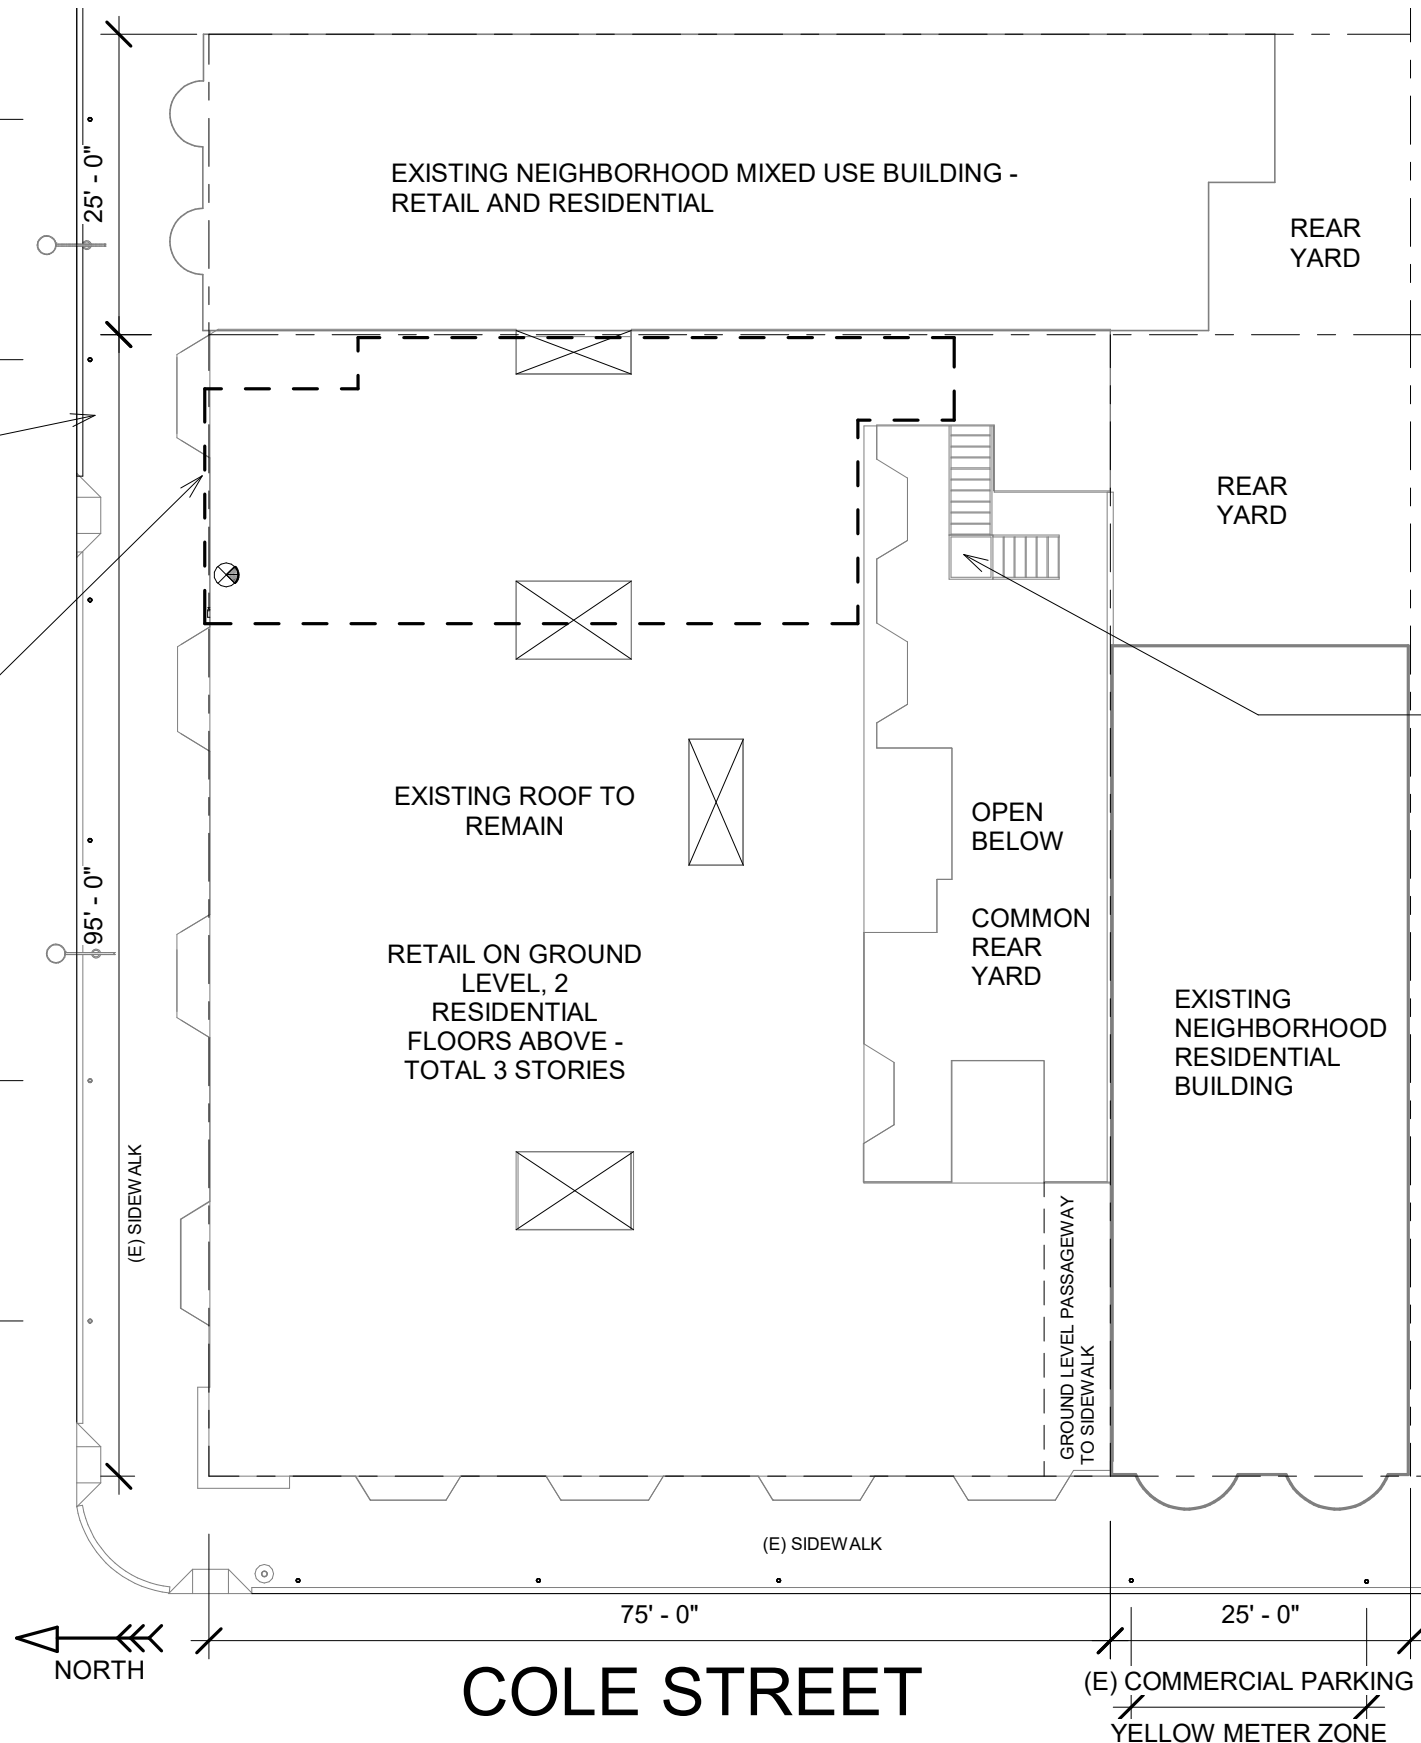 25' - 0"
EXISTING NEIGHBORHOOD MIXED USE BUILDING -
RETAIL AND RESIDENTIAL
REAR
YARD
REAR
YARD
EXISTING ROOF TO
REMAIN
OPEN
BELOW
95' - 0"
COMMON
REAR
YARD
RETAIL ON GROUND
LEVEL, 2
RESIDENTIAL
FLOORS ABOVE -
TOTAL 3 STORIES
EXISTING
NEIGHBORHOOD
RESIDENTIAL
BUILDING
(E) SIDEWALK
GROUND LEVEL PASSAGEWAY
TO SIDEWALK
(E) SIDEWALK
75' - 0"
25' - 0"
NORTH
COLE STREET
(E) COMMERCIAL PARKING
YELLOW METER ZONE